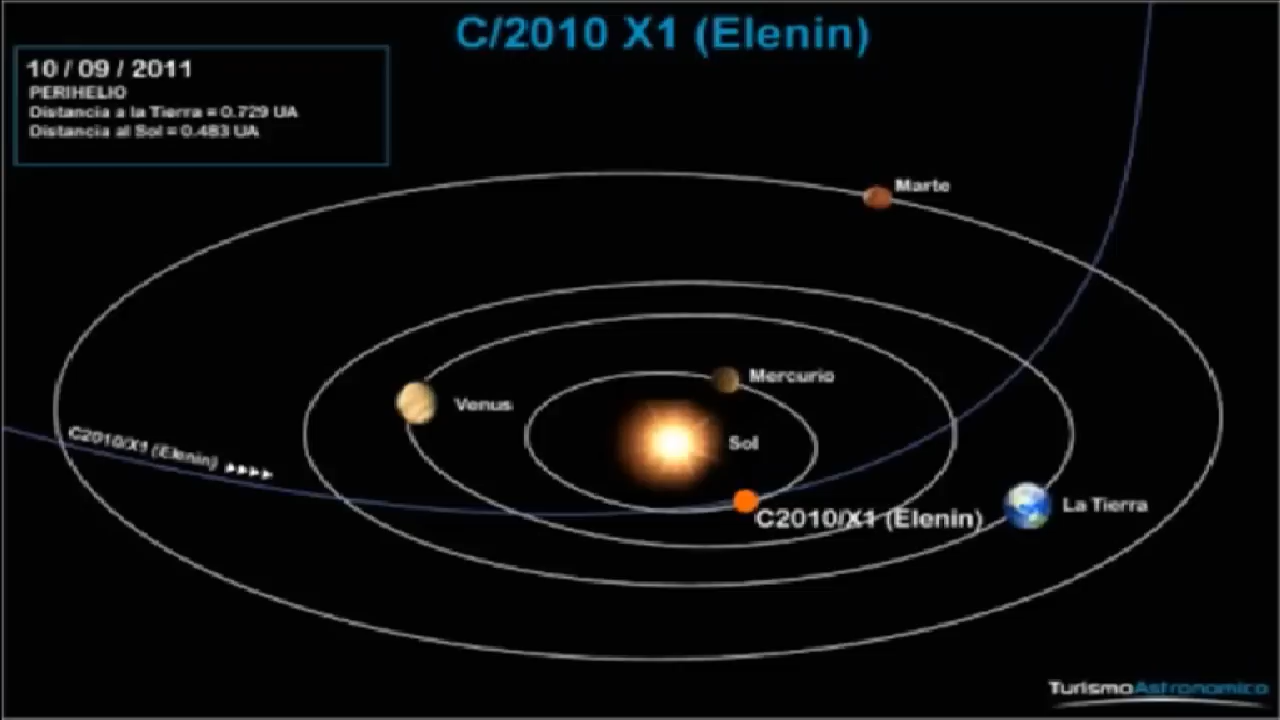 C/2010 X1 (Elenin)
10 / 09 / 2011
PERIHELIO
Distancia a la Tierra = 0.729 UA
Distancia al Sol = 0.483 UA
Marte
Mercurio
Venus
C2010/X1 (Elenin)
Sol
C2010/X1 (Elenin)
La Tierra
TurismoAstronomico